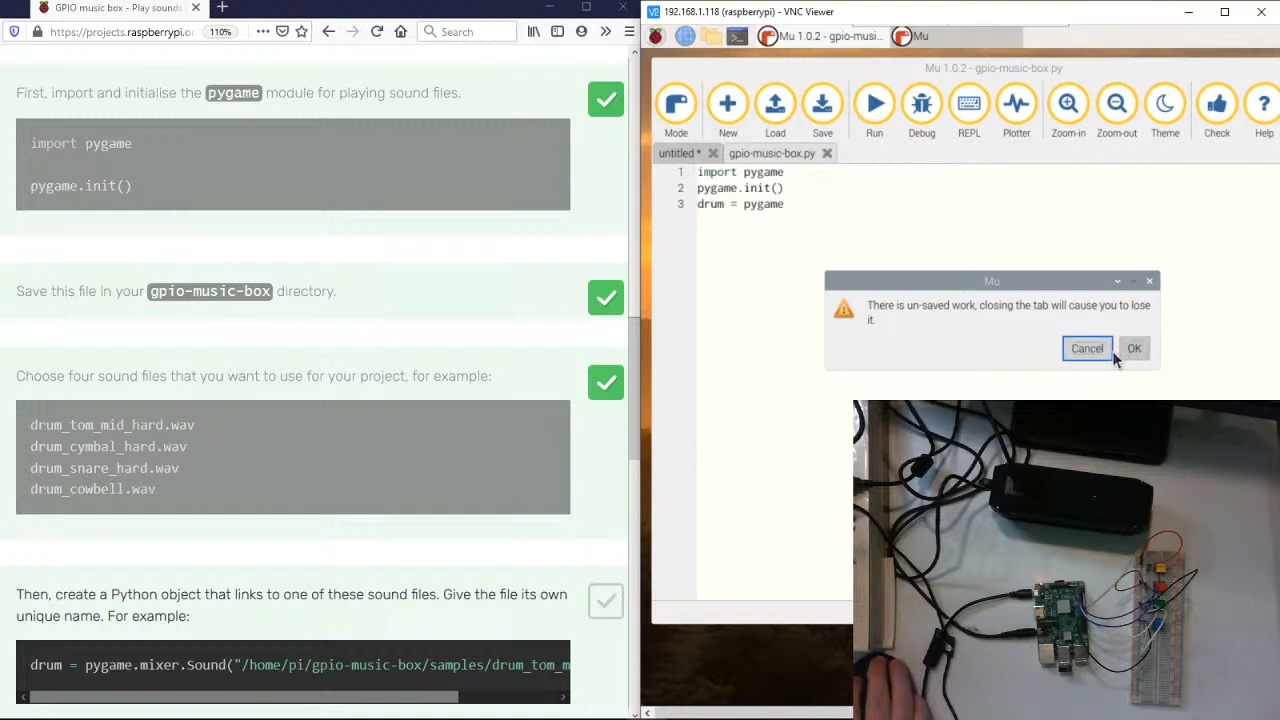 GPIO music box - Play sounds
×
https://projects.raspberrypi.o
110%
Search
First, import and initialise the pygame module for playing sound files.
import pygame
pygame.init()
Save this file in your gpio-music-box directory.
Choose four sound files that you want to use for your project, for example:
drum_tom_mid_hard.wav
drum_cymbal_hard.wav
drum_snare_hard.wav
drum_cowbell.wav
Then, create a Python object that links to one of these sound files. Give the file its own
unique name. For example:
drum = pygame.mixer.Sound("/home/pi/gpio-music-box/samples/drum_tom_m
192.168.1.118 (raspberrypi) - VNC Viewer
Mu 1.0.2 - gpio-musi...
Mu
Mu 1.0.2 - gpio-music-box.py
Mode New Load Save Run Debug REPL Plotter Zoom-in Zoom-out Theme Check Help
untitled * gpio-music-box.py
1 import pygame
2 pygame.init()
3 drum = pygame
Mu
There is un-saved work, closing the tab will cause you to lose
it.
Cancel OK